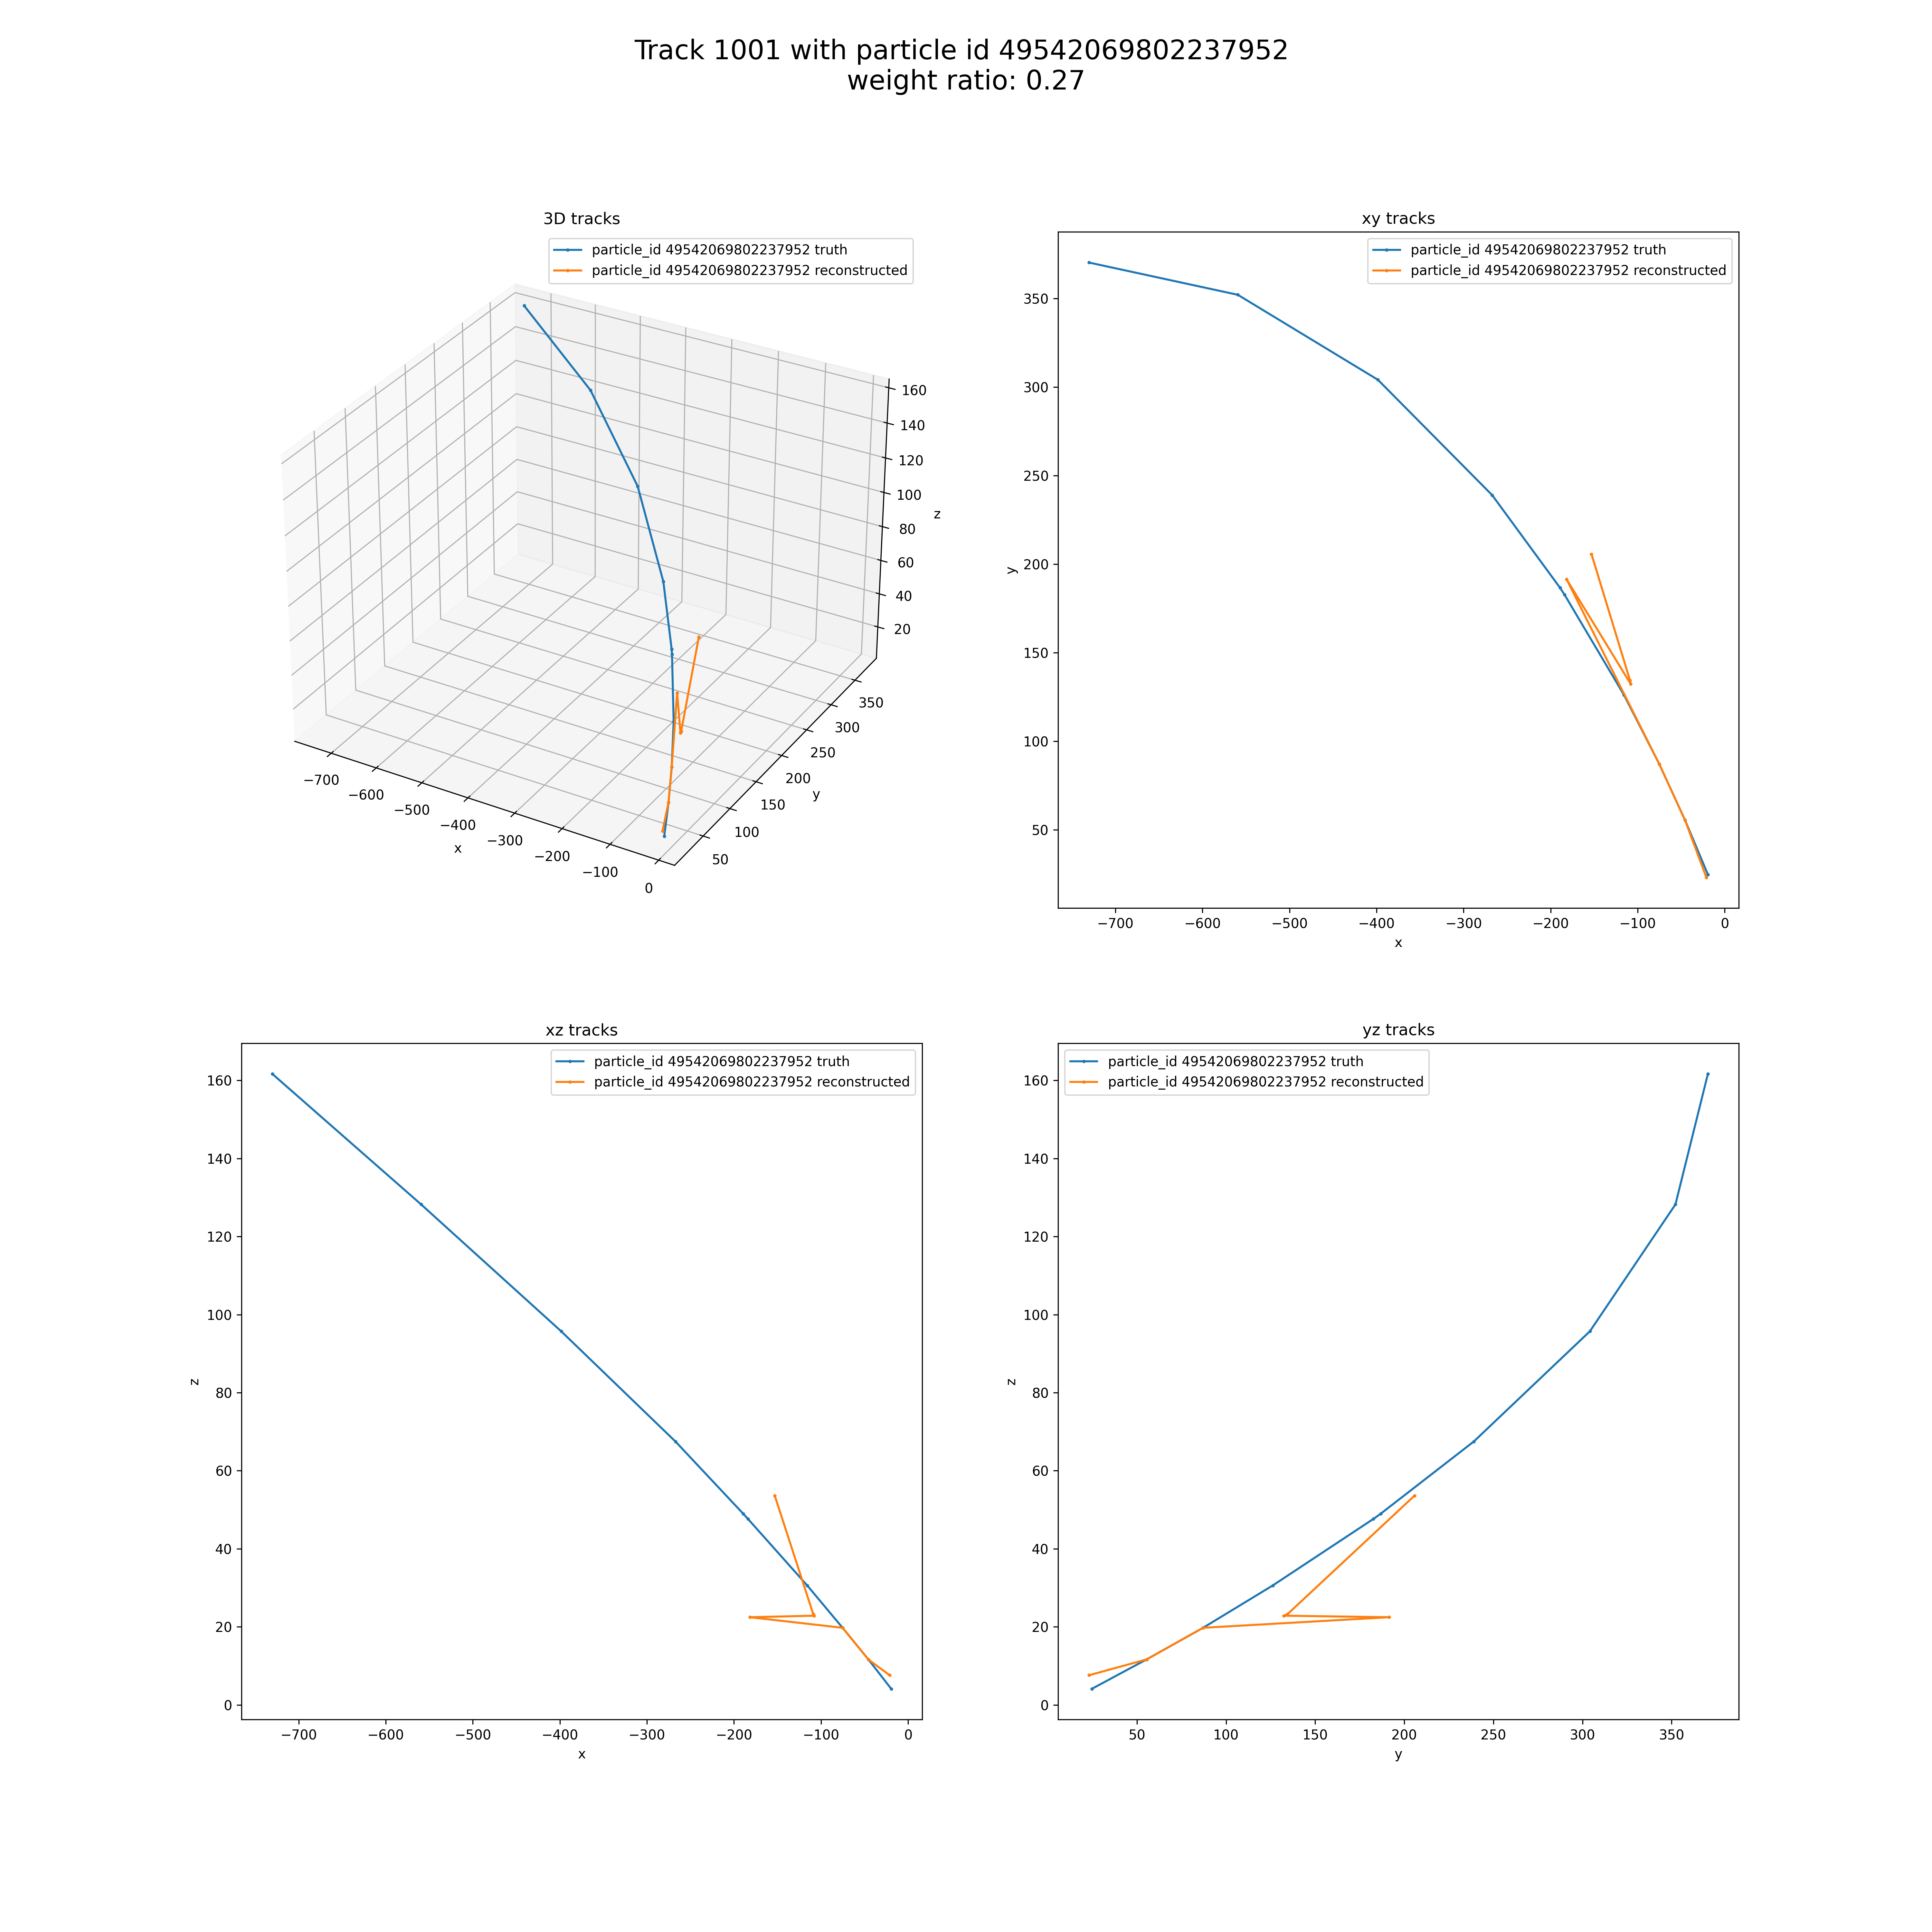 Track 1001 with particle id 49542069802237952
weight ratio: 0.27
3D tracks
particle_id 49542069802237952 truth
particle_id 49542069802237952 reconstructed
160
140
120
100
80
60
40
20
z
350
300
250
200
150
100
50
y
−700
−600
−500
−400
−300
−200
−100
0
x
xy tracks
particle_id 49542069802237952 truth
particle_id 49542069802237952 reconstructed
350
300
250
200
150
100
50
y
−700 −600 −500 −400 −300 −200 −100 0
x
xz tracks
particle_id 49542069802237952 truth
particle_id 49542069802237952 reconstructed
160
140
120
100
80
60
40
20
0
z
−700 −600 −500 −400 −300 −200 −100 0
x
yz tracks
particle_id 49542069802237952 truth
particle_id 49542069802237952 reconstructed
160
140
120
100
80
60
40
20
0
z
50 100 150 200 250 300 350
y